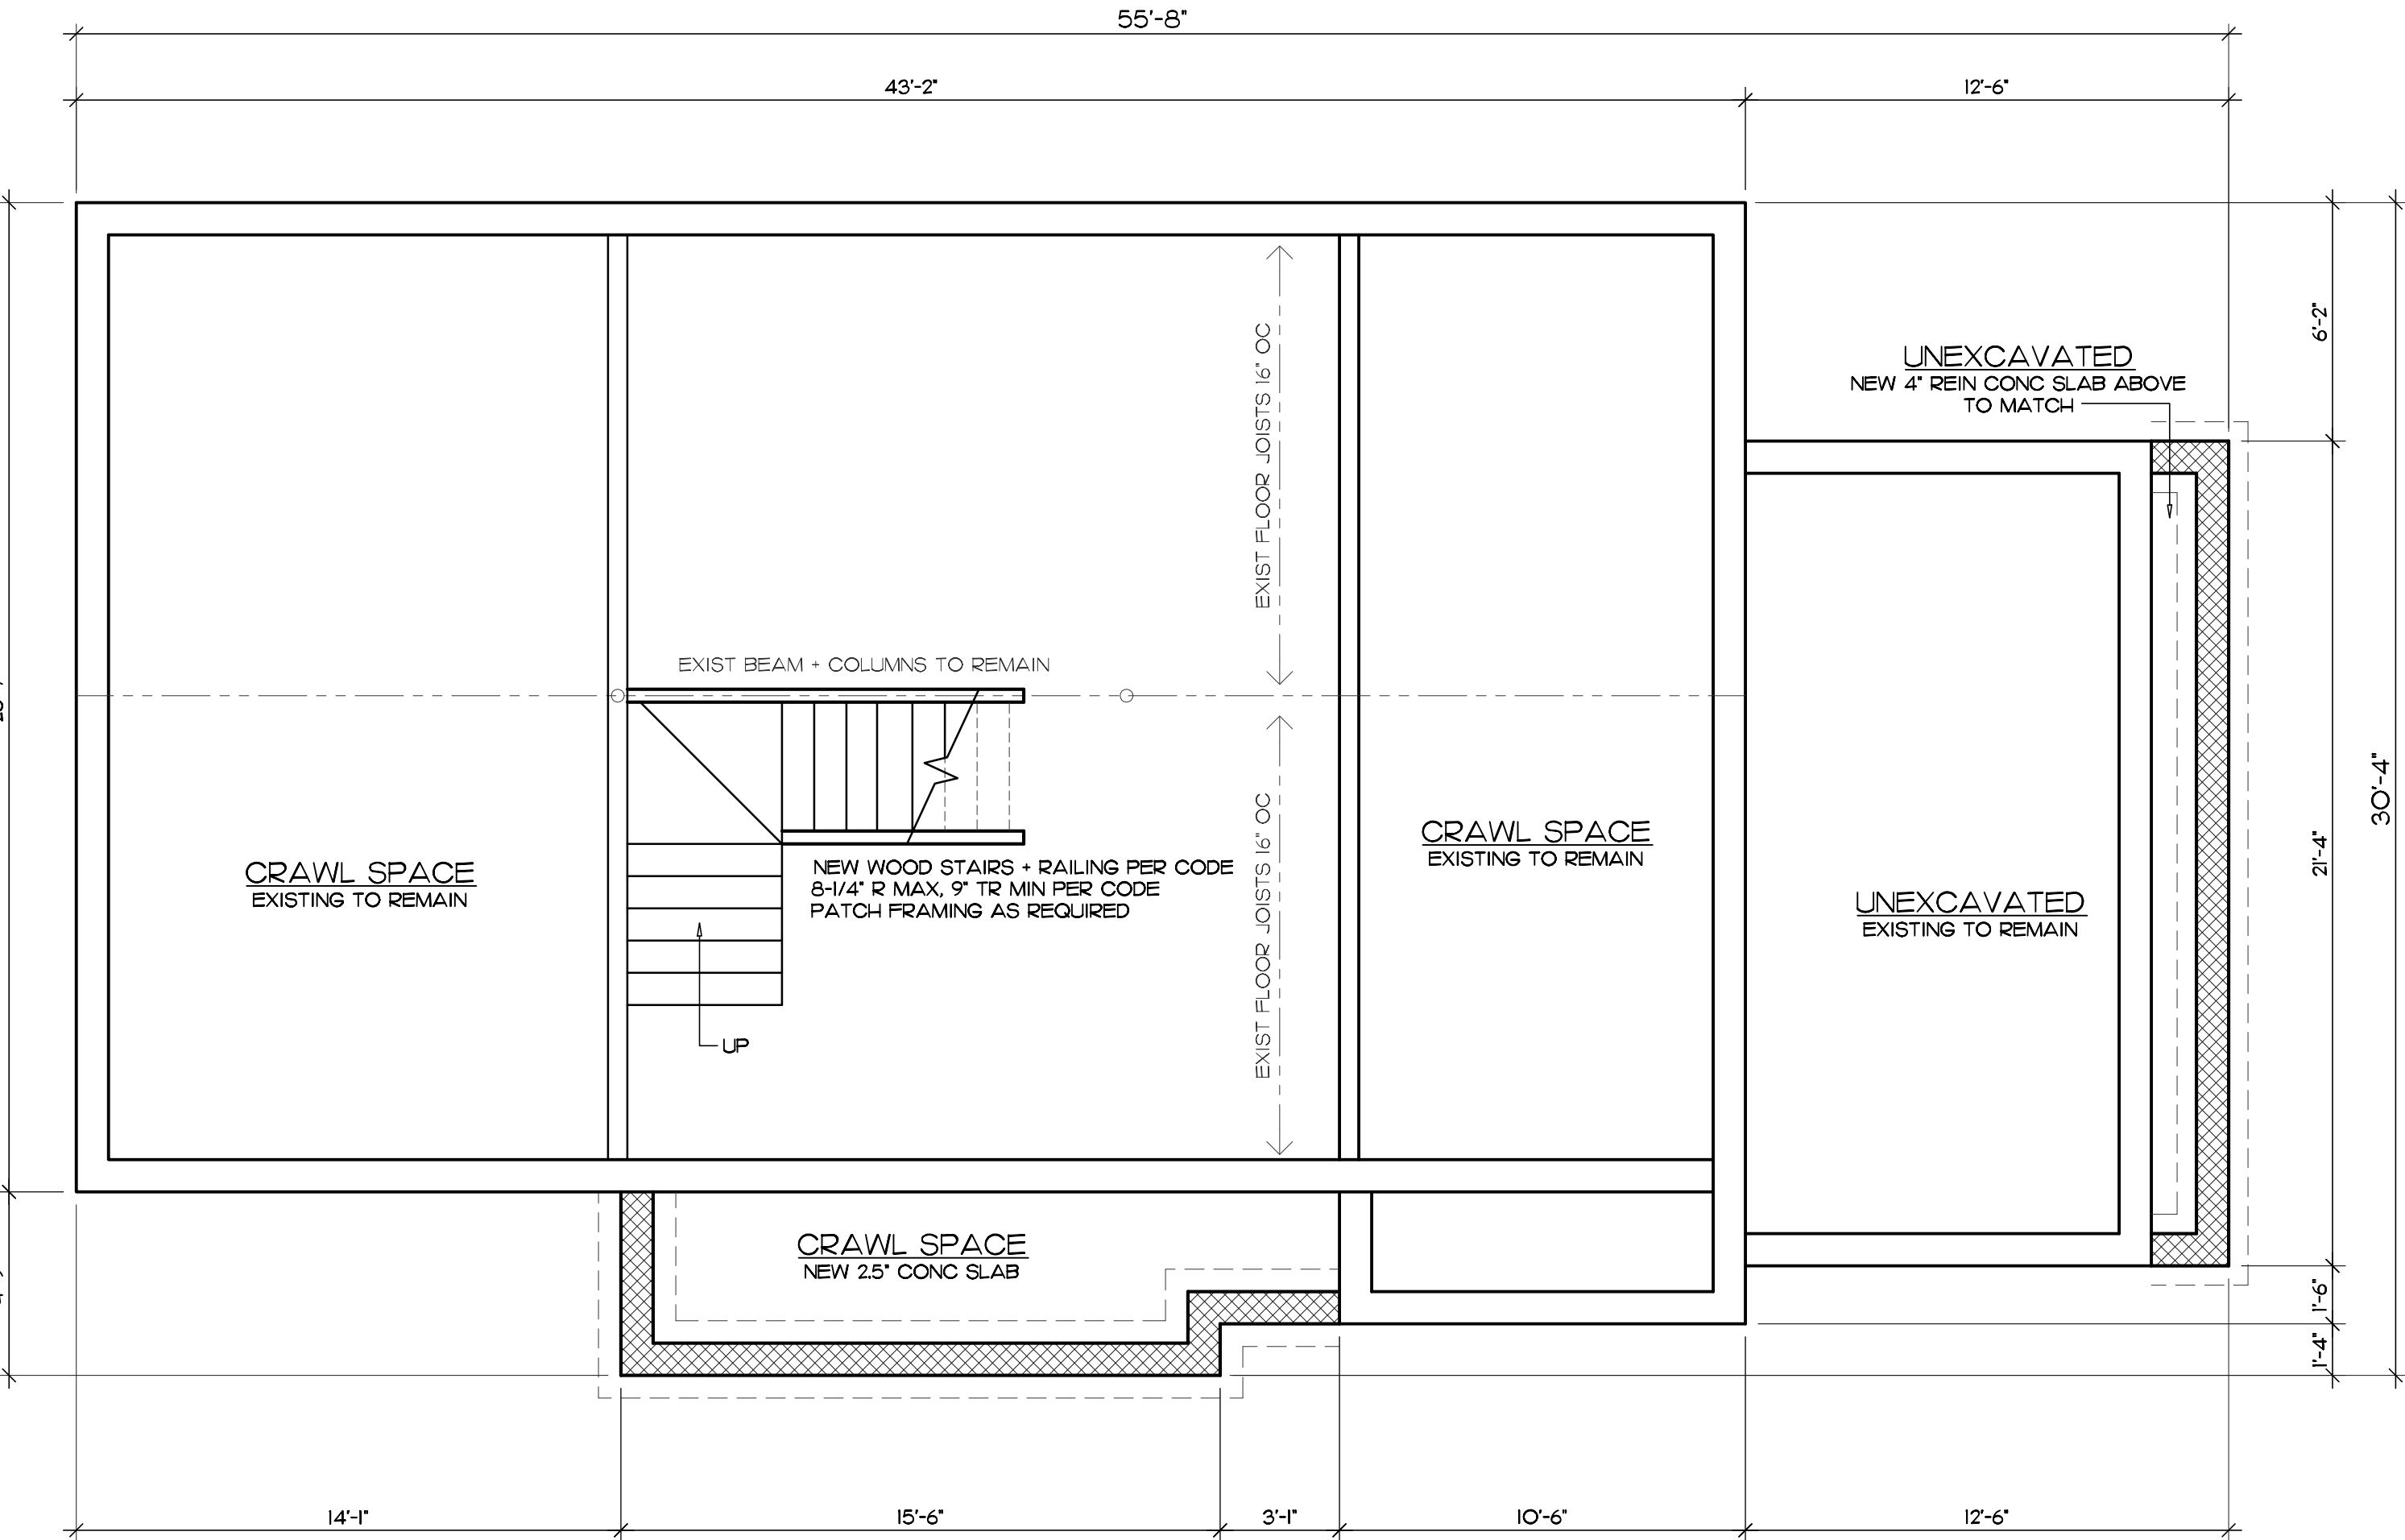 55'-8"
43'-2"
12'-6"
6'-2"
UNEXCAVATED
NEW 4" REIN CONC SLAB ABOVE
TO MATCH
EXIST FLOOR JOISTS 16" OC
EXIST BEAM + COLUMNS TO REMAIN
30'-4"
21'-4"
CRAWL SPACE
EXISTING TO REMAIN
CRAWL SPACE
EXISTING TO REMAIN
NEW WOOD STAIRS + RAILING PER CODE
8-1/4" R MAX, 9" TR MIN PER CODE
PATCH FRAMING AS REQUIRED
EXIST FLOOR JOISTS 16" OC
UNEXCAVATED
EXISTING TO REMAIN
UP
CRAWL SPACE
NEW 2.5" CONC SLAB
1'-6"
1'-4"
14'-1"
15'-6"
3'-1"
10'-6"
12'-6"